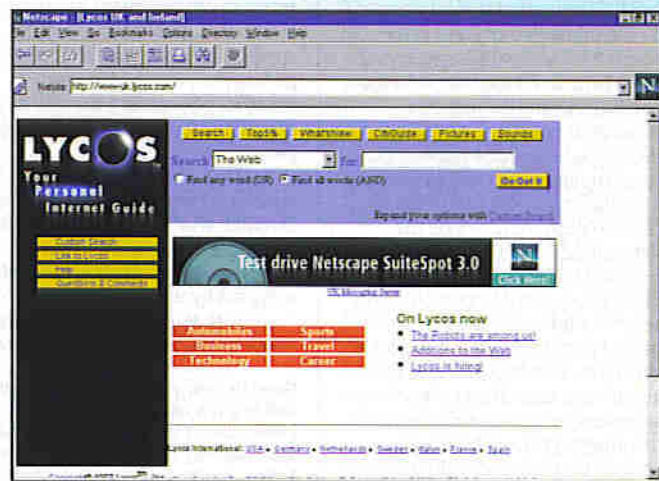 Netscape - [Lycos UK and Ireland]
File Edit View Go Bookmarks Options Directory Window Help
http://www-uk.lycos.com/
Search Top5% CityGuide Pictures Sounds
LYCOS
Your Personal Internet Guide
Search The Web for
Find any word (OR) Find all words (AND) Go Get It
Expand your options with Custom Search
Custom Search
Link to Lycos
Help
Questions & Comments
Test drive Netscape SuiteSpot 3.0
Click Here!
Automobiles Sports
Business Travel
Technology Career
On Lycos now
The Robots are among us!
Additions to the Web
Lycos is hiring!
Lycos International: USA • Germany • Netherlands • Sweden • Italy • France • Spain